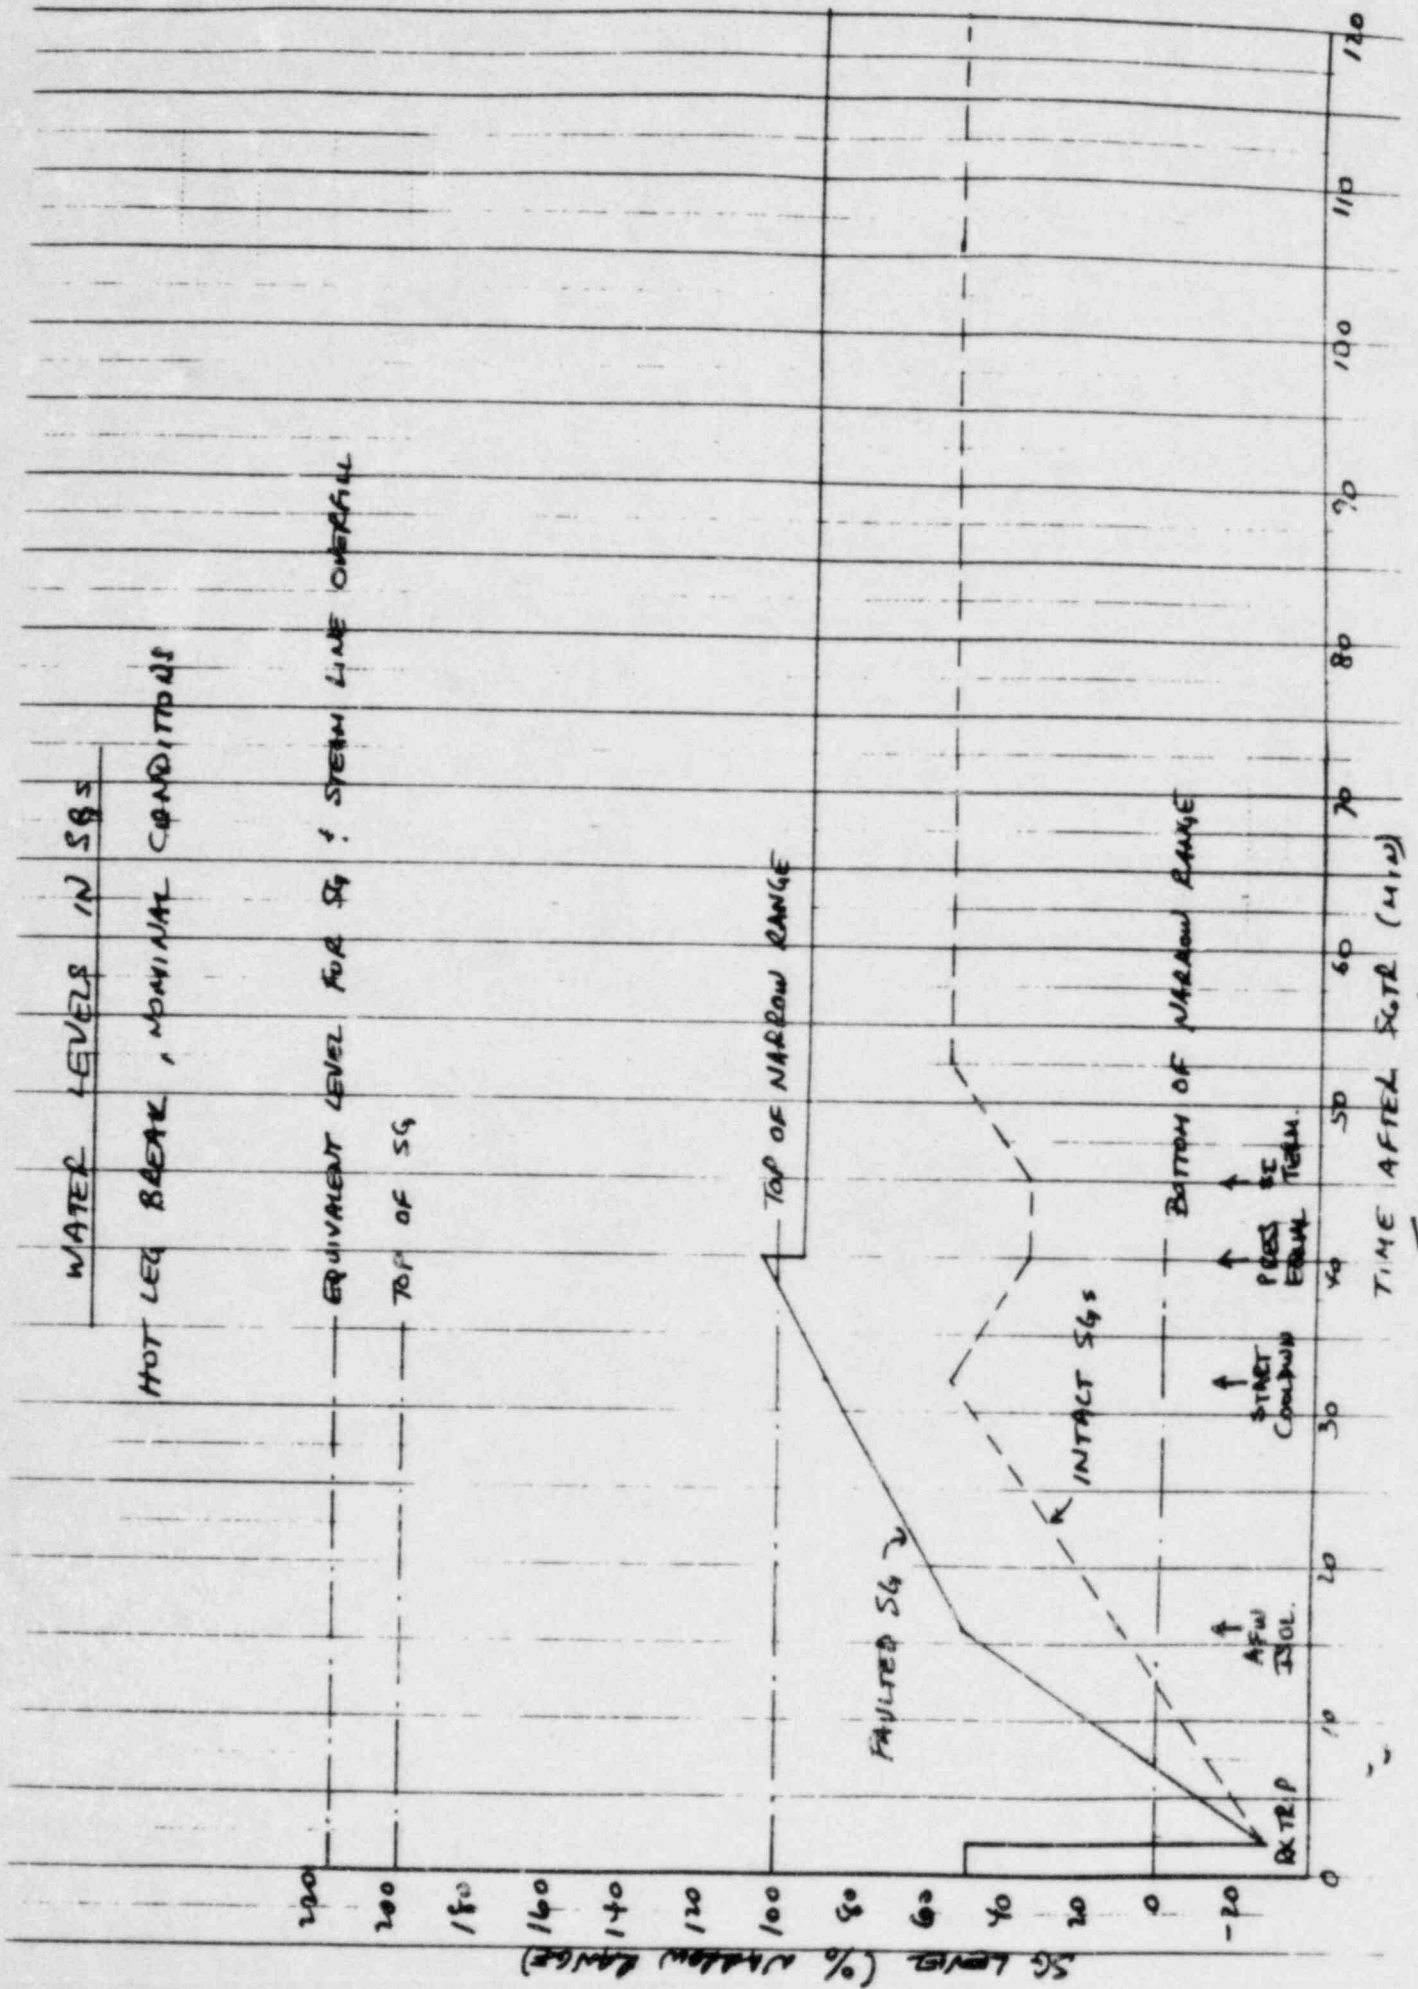 WATER LEVELS IN SGs
HOT LEG BREAK, NOMINAL CONDITIONS
EQUIVALENT LEVEL FOR SG & STEAM LINE OVERFILL
TOP OF SG
TOP OF NARROW RANGE
FAULTED SG
INTACT SGs
BOTTOM OF NARROW RANGE
SG LEVEL (% NARROW RANGE)
220
200
180
160
140
120
100
80
60
40
20
0
-20
RX TRIP
AFW
ISOL.
START
COOLDOWN
PRESS
EQUAL
SI
TERM.
0
10
20
30
40
50
60
70
80
90
100
110
120
TIME AFTER SGTR (MIN)